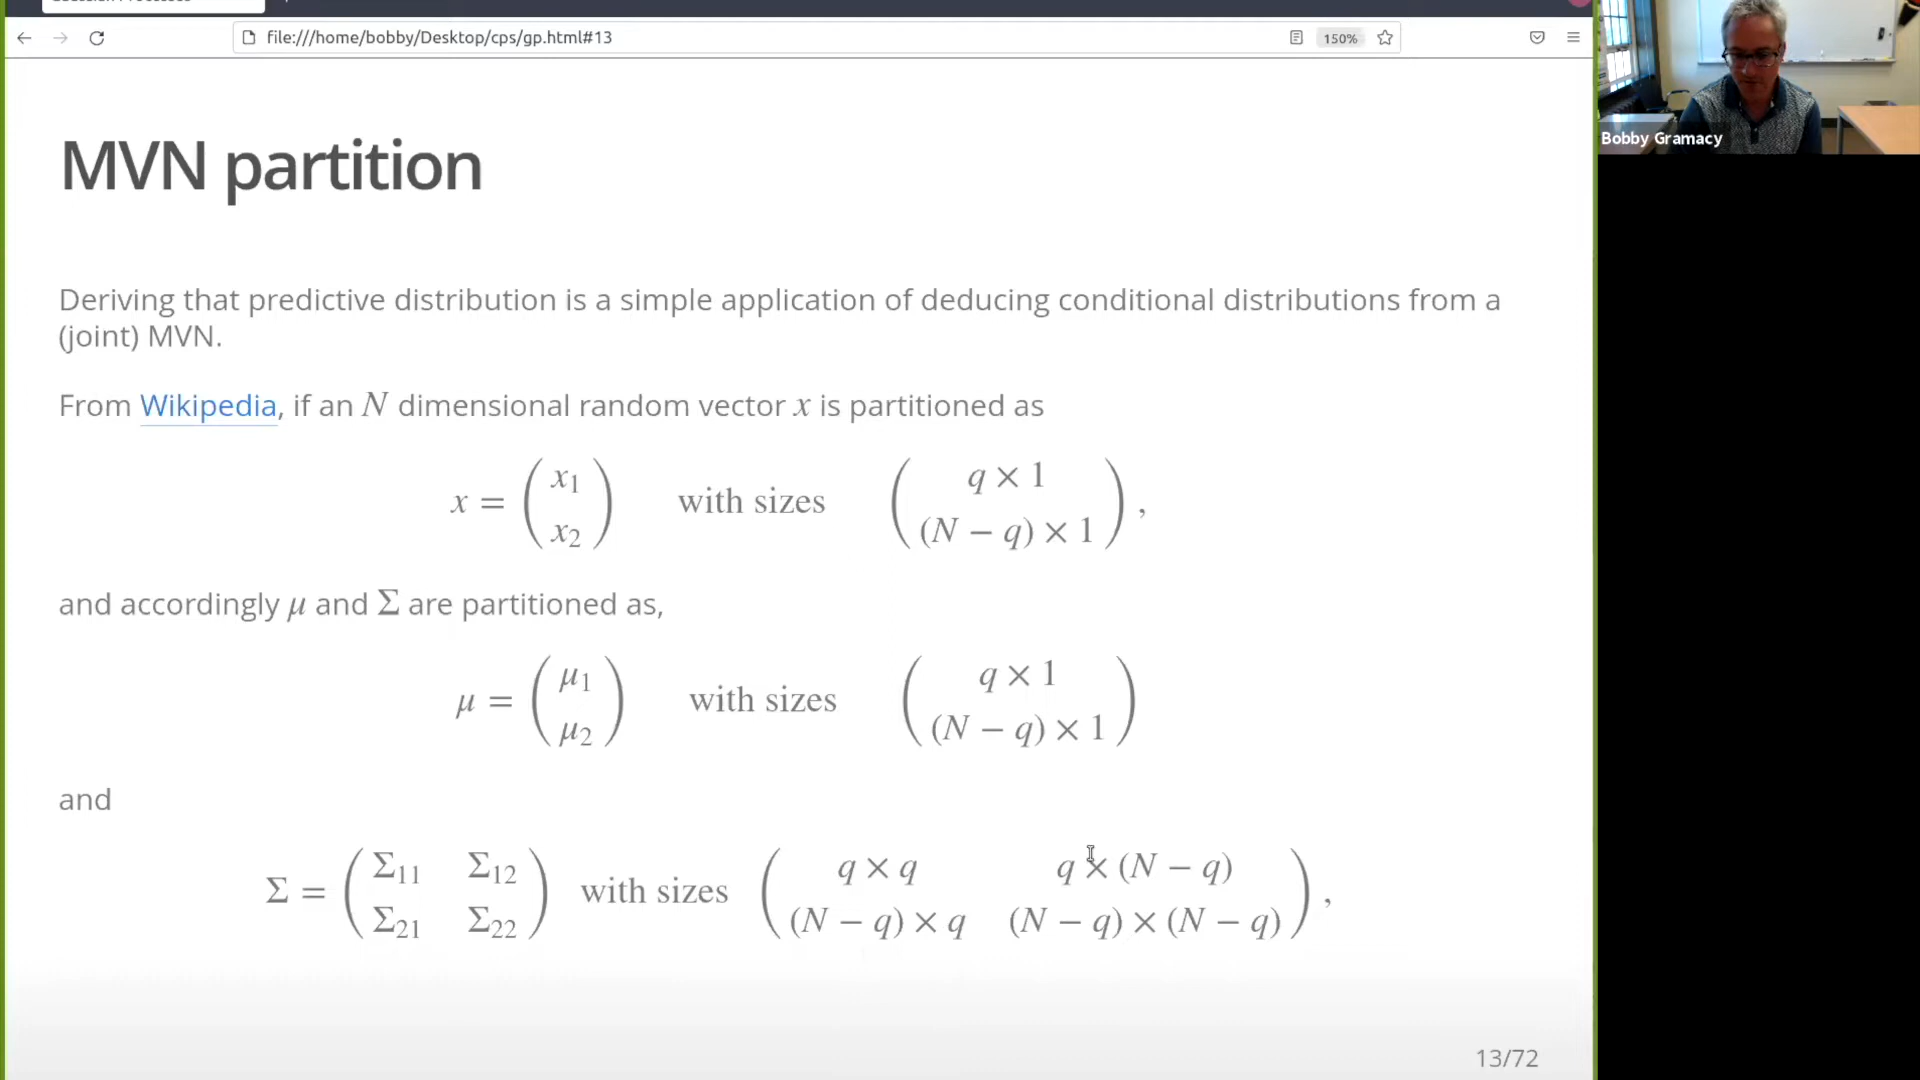 file:///home/bobby/Desktop/cps/gp.html#13
150%
Bobby Gramacy
MVN partition
Deriving that predictive distribution is a simple application of deducing conditional distributions from a
(joint) MVN.
From Wikipedia, if an N dimensional random vector x is partitioned as
x = ( x₁ x₂ ) with sizes ( q × 1 (N − q) × 1 ) ,
and accordingly μ and Σ are partitioned as,
μ = ( μ₁ μ₂ ) with sizes ( q × 1 (N − q) × 1 )
and
Σ = ( Σ₁₁ Σ₁₂ Σ₂₁ Σ₂₂ ) with sizes ( q × q q × (N − q) (N − q) × q (N − q) × (N − q) ) ,
13/72